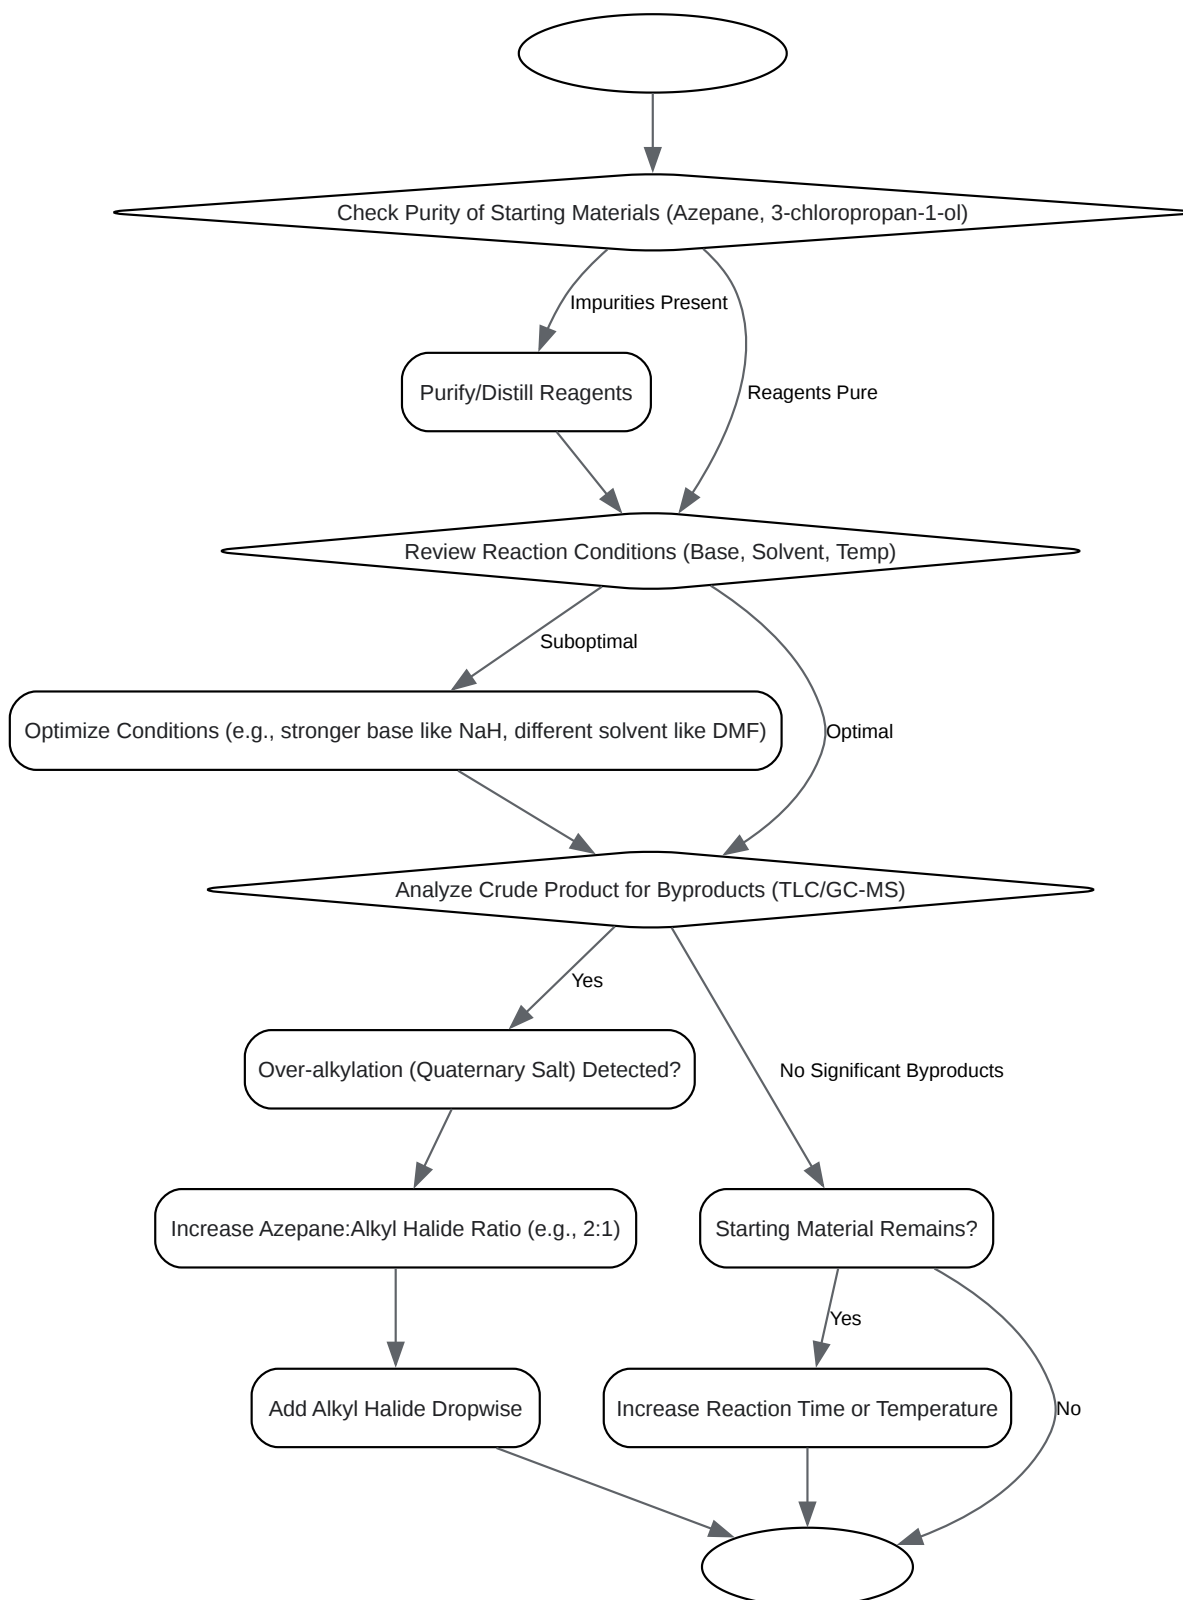 Check Purity of Starting Materials (Azepane, 3-chloropropan-1-ol)
Impurities Present
Purify/Distill Reagents
Reagents Pure
Review Reaction Conditions (Base, Solvent, Temp)
Suboptimal
Optimize Conditions (e.g., stronger base like NaH, different solvent like DMF)
Optimal
Analyze Crude Product for Byproducts (TLC/GC-MS)
Yes
Over-alkylation (Quaternary Salt) Detected?
No Significant Byproducts
Increase Azepane:Alkyl Halide Ratio (e.g., 2:1)
Starting Material Remains?
Yes
Add Alkyl Halide Dropwise
Increase Reaction Time or Temperature
No